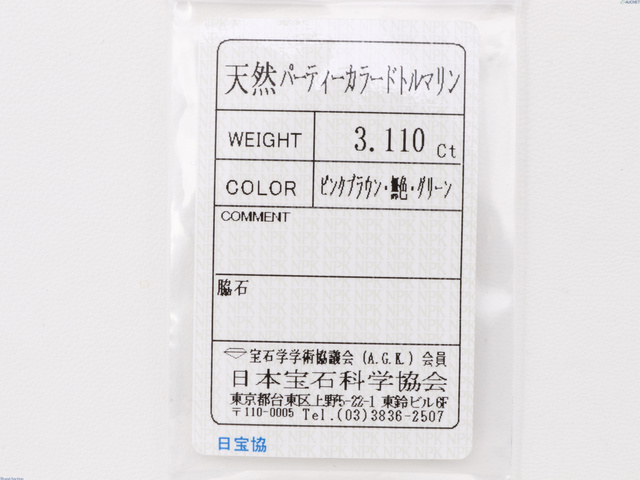 天然パーティーカラードトルマリン
WEIGHT 3.110 Ct
COLOR ピンクブラウン・無色・グリーン
COMMENT
脇石
宝石学学術協議会 (A.G.K.) 会員
日本宝石科学協会
東京都台東区上野5-22-1 東鈴ビル6F
〒110-0005 Tel.(03)3836-2507
日宝協